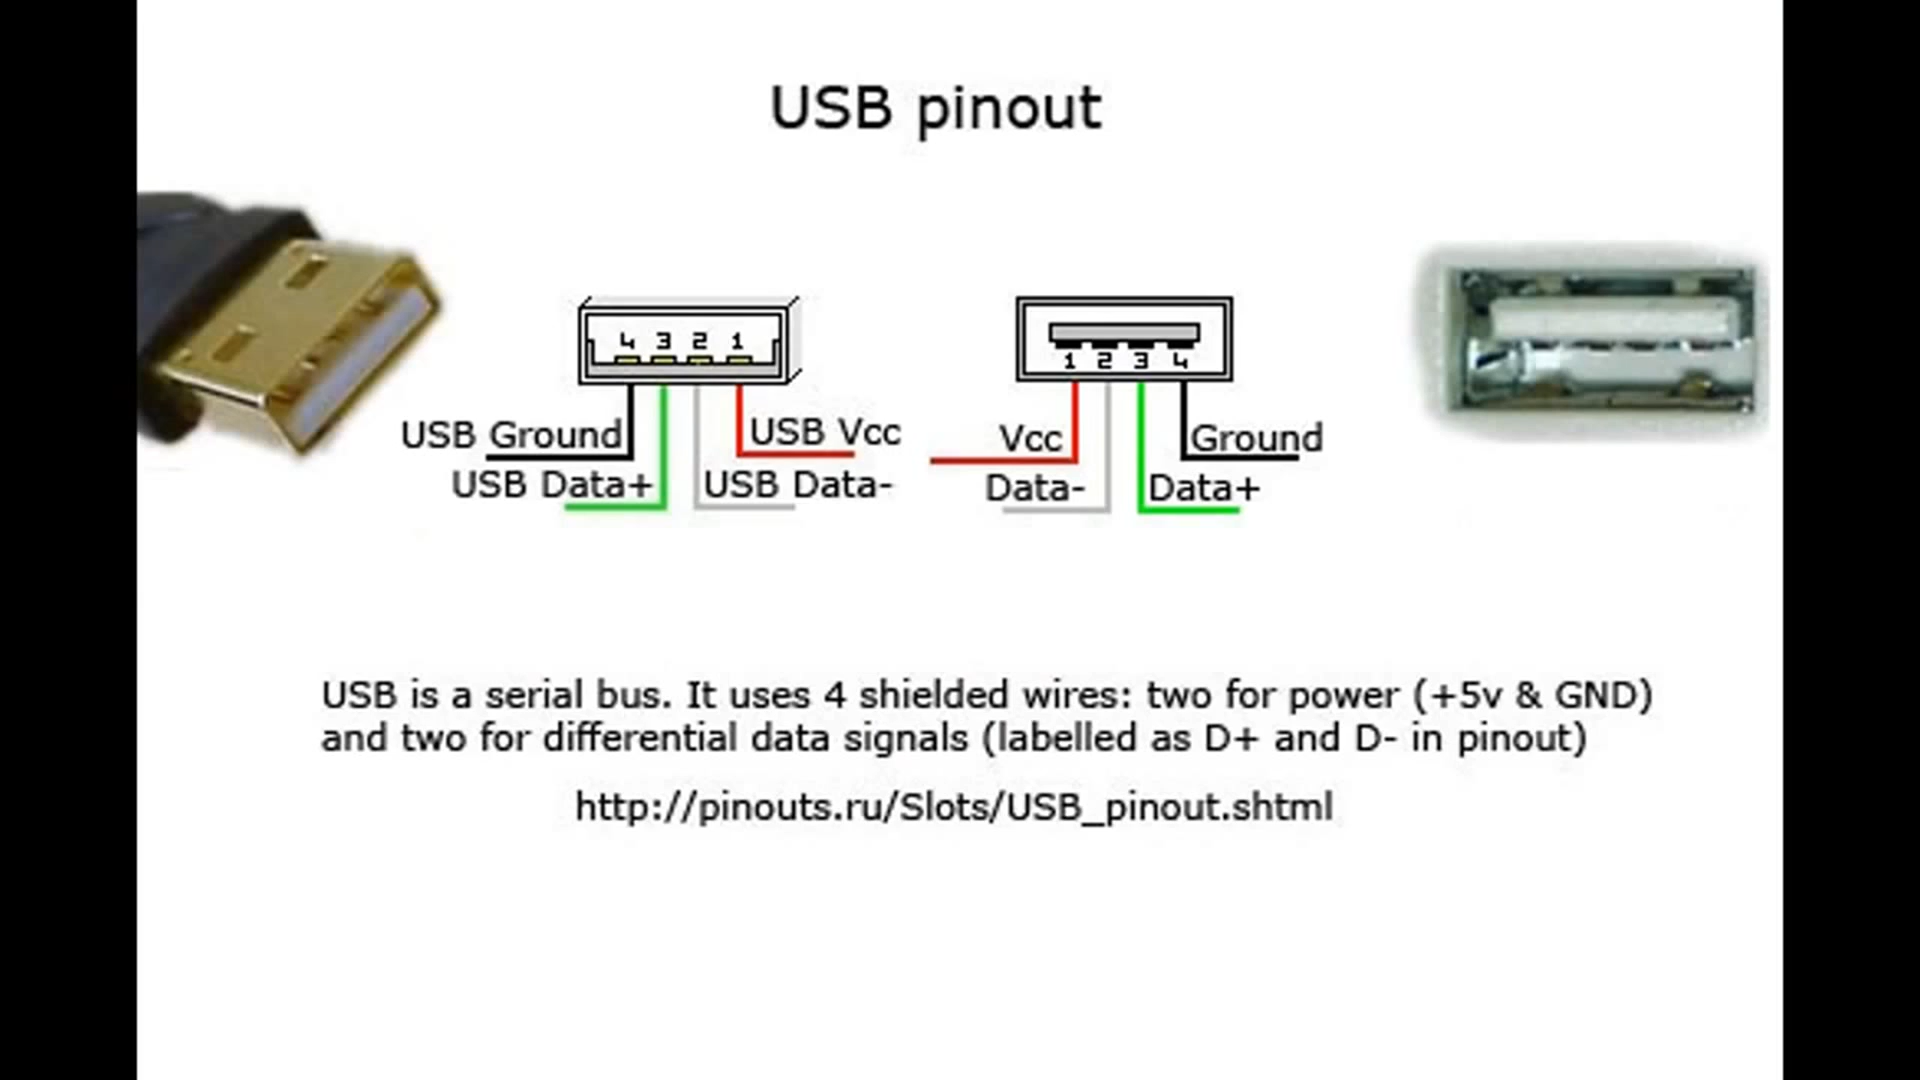 USB pinout
4 3 2 1
1 2 3 4
USB Ground
USB Vcc
USB Data+
USB Data-
Vcc
Ground
Data-
Data+
USB is a serial bus. It uses 4 shielded wires: two for power (+5v & GND)
and two for differential data signals (labelled as D+ and D- in pinout)
http://pinouts.ru/Slots/USB_pinout.shtml